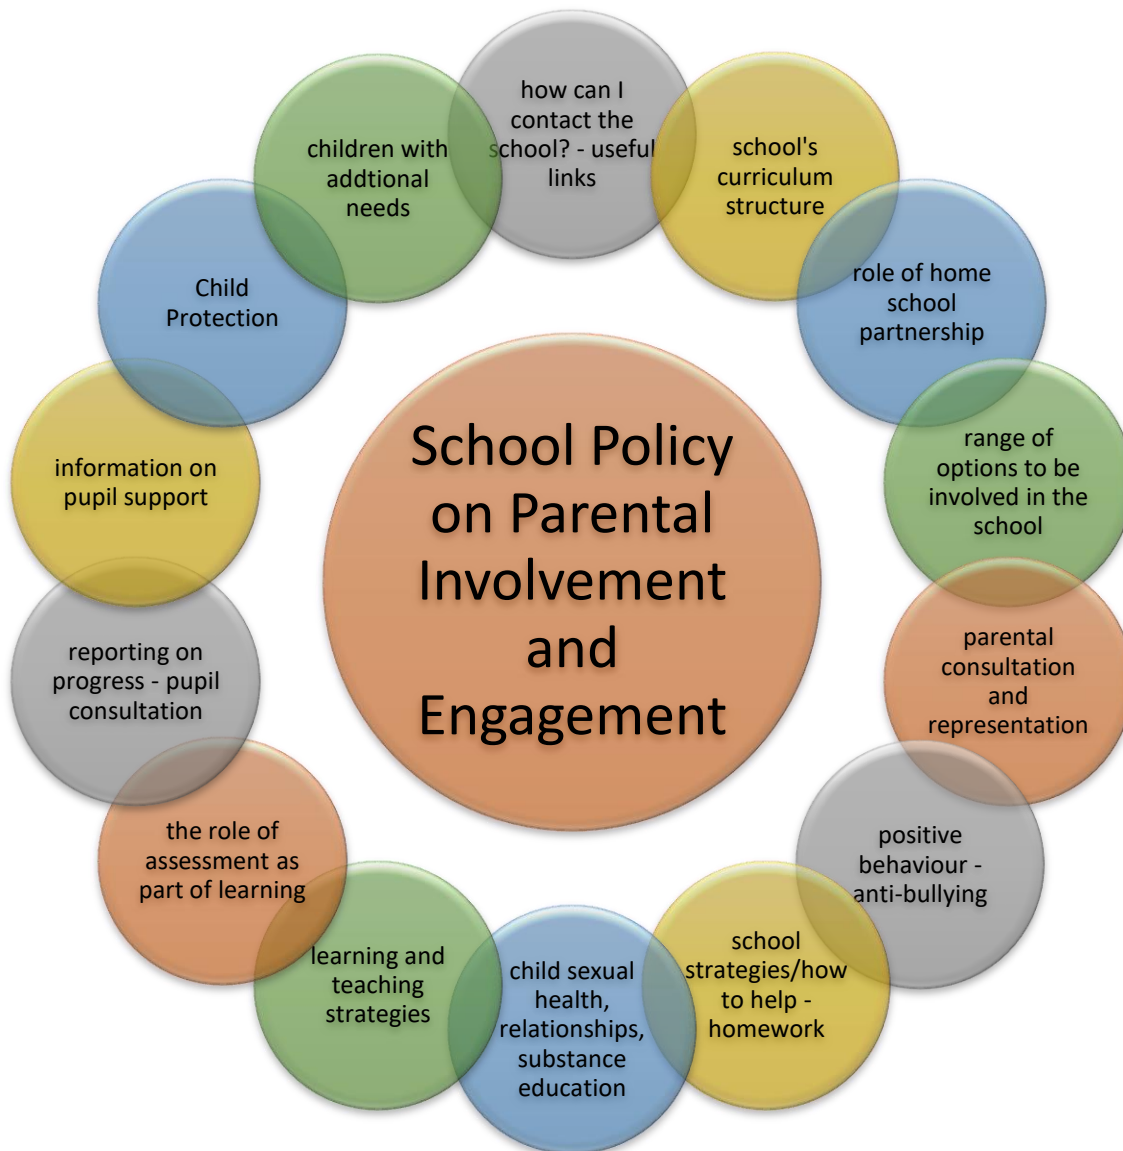 how can I
contact the
school? - useful
links
school's
curriculum
structure
role of home
school
partnership
range of
options to be
involved in the
school
parental
consultation
and
representation
positive
behaviour -
anti-bullying
school
strategies/how
to help -
homework
child sexual
health,
relationships,
substance
education
learning and
teaching
strategies
the role of
assessment as
part of learning
reporting on
progress - pupil
consultation
information on
pupil support
Child
Protection
children with
addtional
needs
School Policy
on Parental
Involvement
and
Engagement